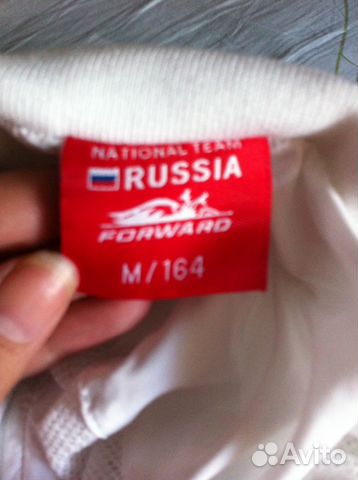 NATIONAL TEAM
RUSSIA
FORWARD
M/164
Avito